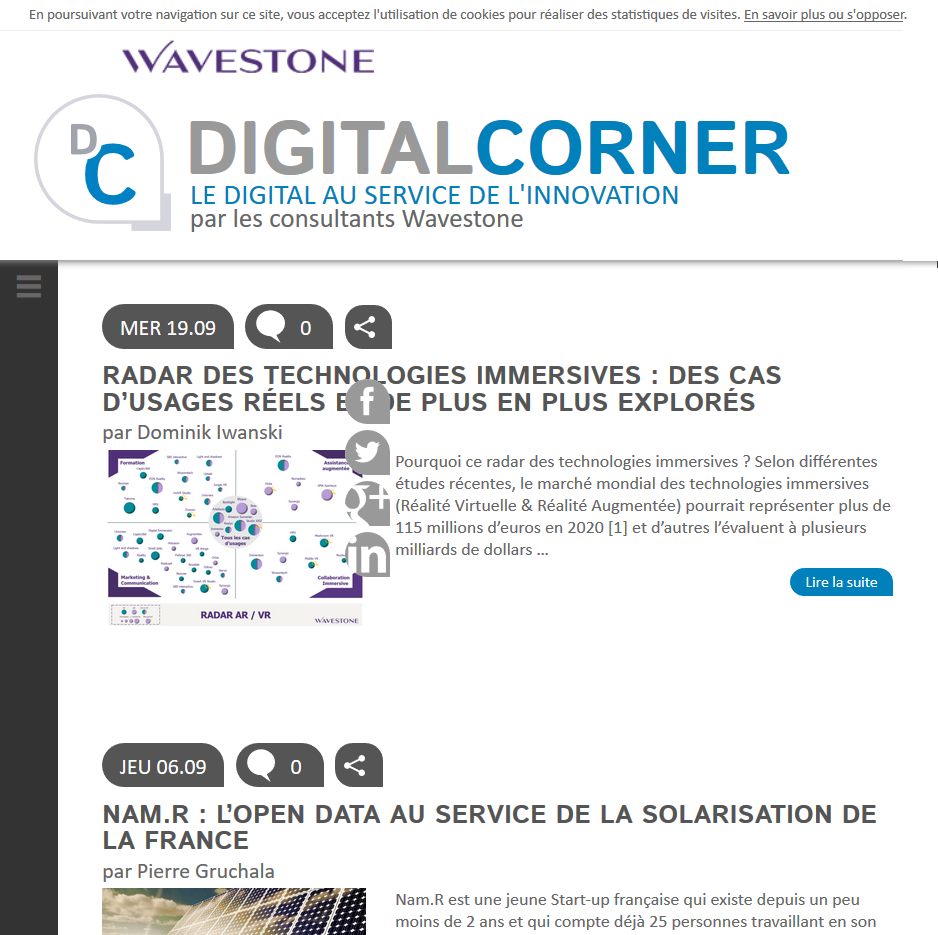 En poursuivant votre navigation sur ce site, vous acceptez l'utilisation de cookies pour réaliser des statistiques de visites. En savoir plus ou s'opposer.
WAVESTONE
DC
DIGITALCORNER
LE DIGITAL AU SERVICE DE L'INNOVATION
par les consultants Wavestone
MER 19.09
0
RADAR DES TECHNOLOGIES IMMERSIVES : DES CAS
D’USAGES RÉELS DE PLUS EN PLUS EXPLORÉS
par Dominik Iwanski
Formation
Assistance
augmentée
Tous les cas
d'usages
Marketing &
Communication
Collaboration
Immersive
RADAR AR / VR
WAVESTONE
f
g+
in
Pourquoi ce radar des technologies immersives ? Selon différentes
études récentes, le marché mondial des technologies immersives
(Réalité Virtuelle & Réalité Augmentée) pourrait représenter plus de
115 millions d’euros en 2020 [1] et d’autres l’évaluent à plusieurs
milliards de dollars ...
Lire la suite
JEU 06.09
0
NAM.R : L’OPEN DATA AU SERVICE DE LA SOLARISATION DE
LA FRANCE
par Pierre Gruchala
Nam.R est une jeune Start-up française qui existe depuis un peu
moins de 2 ans et qui compte déjà 25 personnes travaillant en son